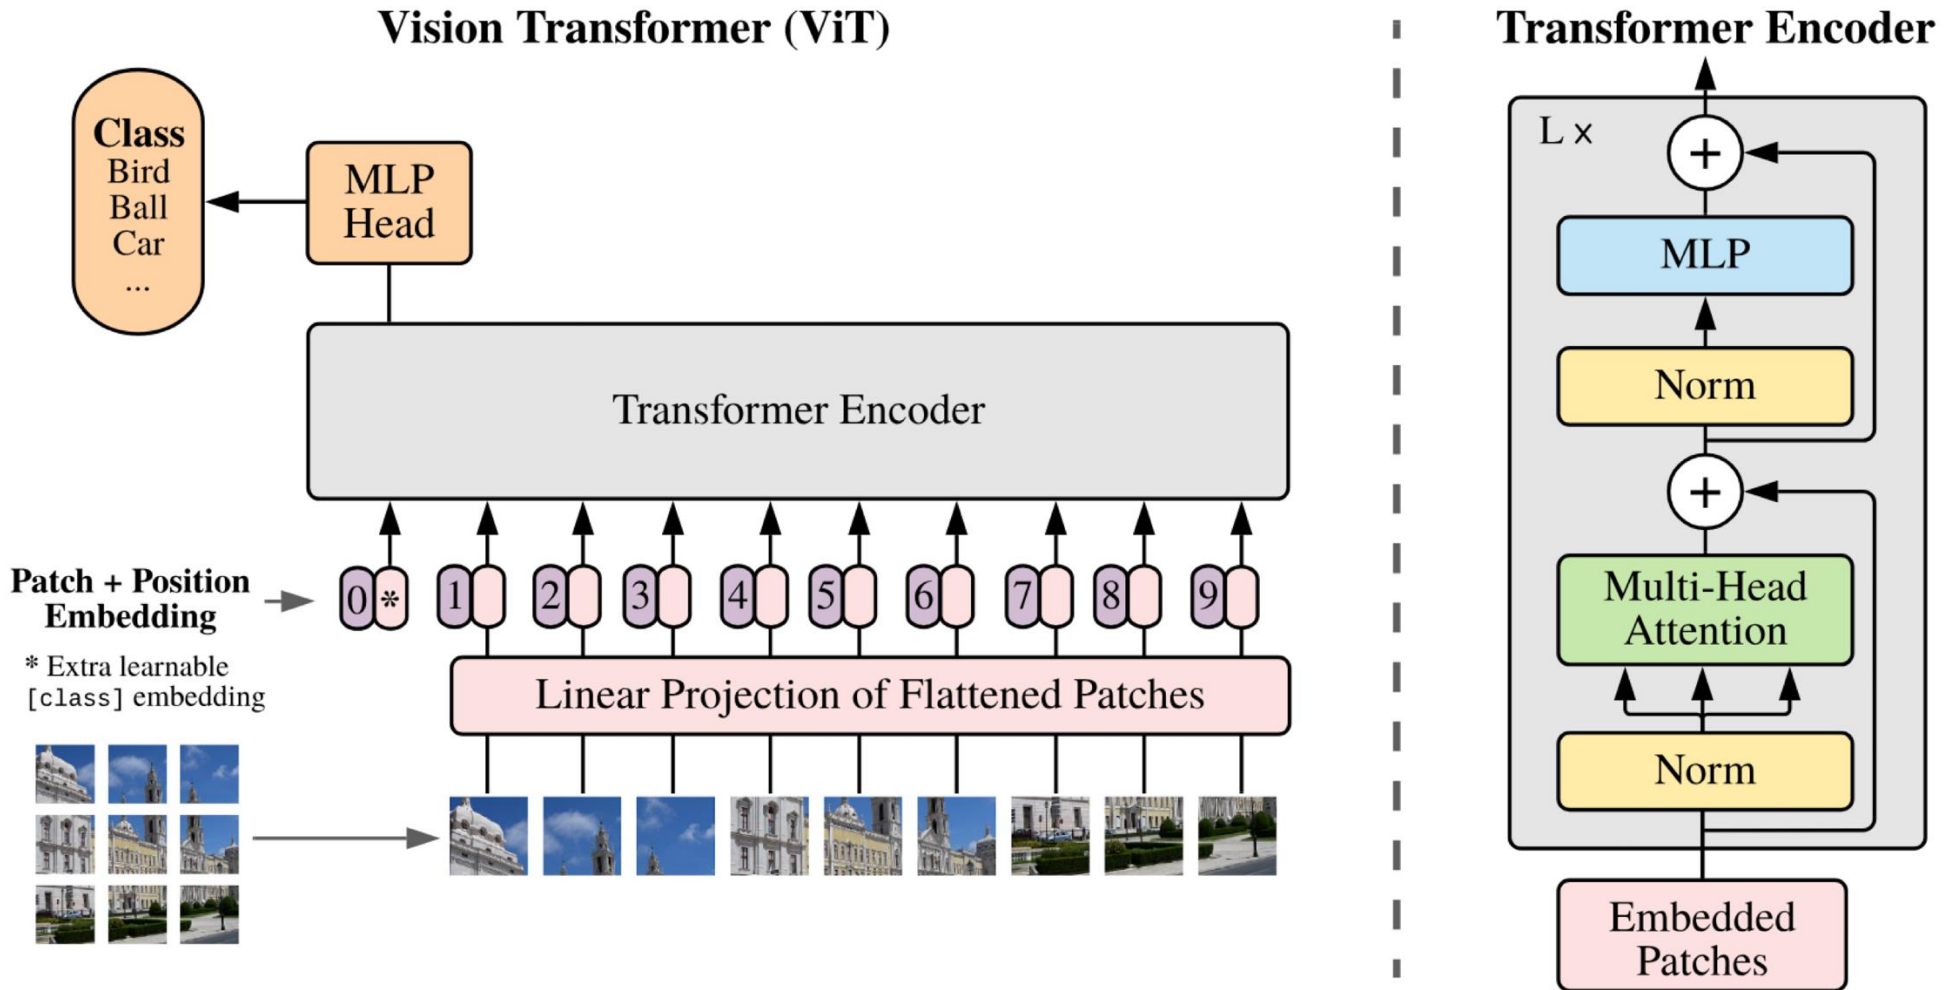 Vision Transformer (ViT)
Class
Bird
Ball
Car
...
MLP
Head
Transformer Encoder
Patch + Position
Embedding
0 * 1 2 3 4 5 6 7 8 9
* Extra learnable
[class] embedding
Linear Projection of Flattened Patches
Transformer Encoder
L x
+
MLP
Norm
+
Multi-Head
Attention
Norm
Embedded
Patches